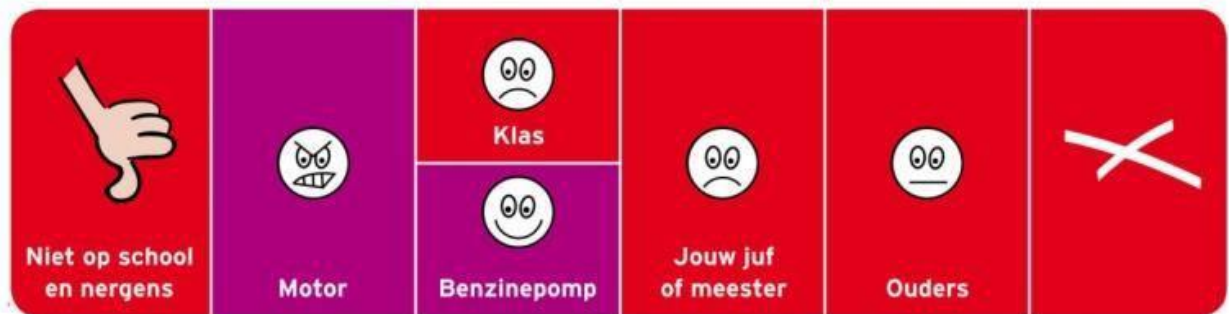 Niet op school
en nergens
Motor
Klas
Benzinepomp
Jouw juf
of meester
Ouders